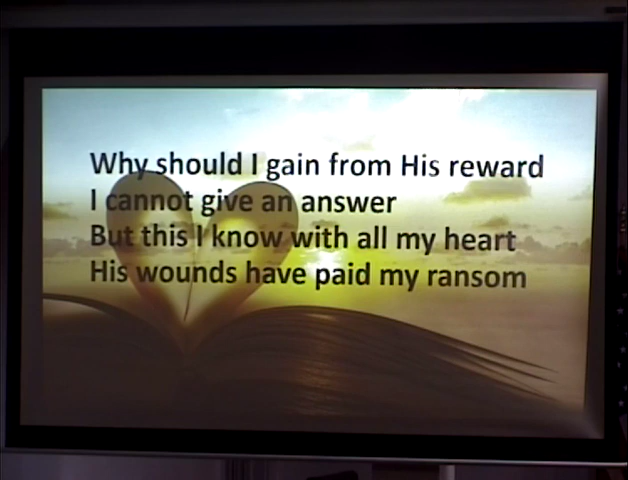 Why should I gain from His reward
I cannot give an answer
But this I know with all my heart
His wounds have paid my ransom